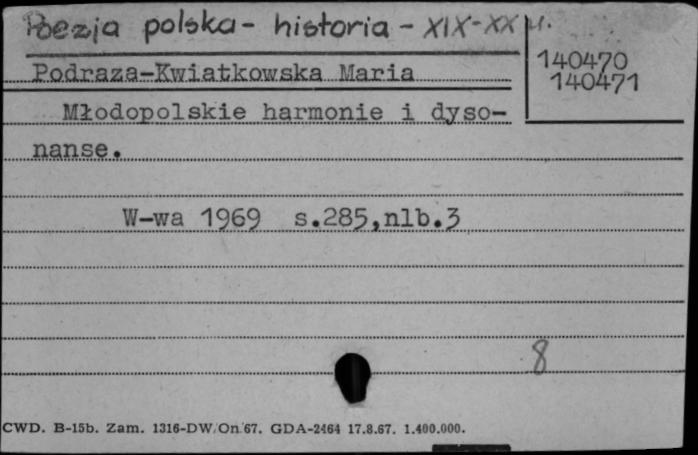 Poezja polska - historia - XIX-XX w.
140470
140471
Podraza-Kwiatkowska Maria
Młodopolskie harmonie i dyso-
nanse.
W-wa 1969 s.285,nlb.3
8
CWD. B-15b. Zam. 1316-DW/On 67. GDA-2464 17.8.67. 1.400.000.